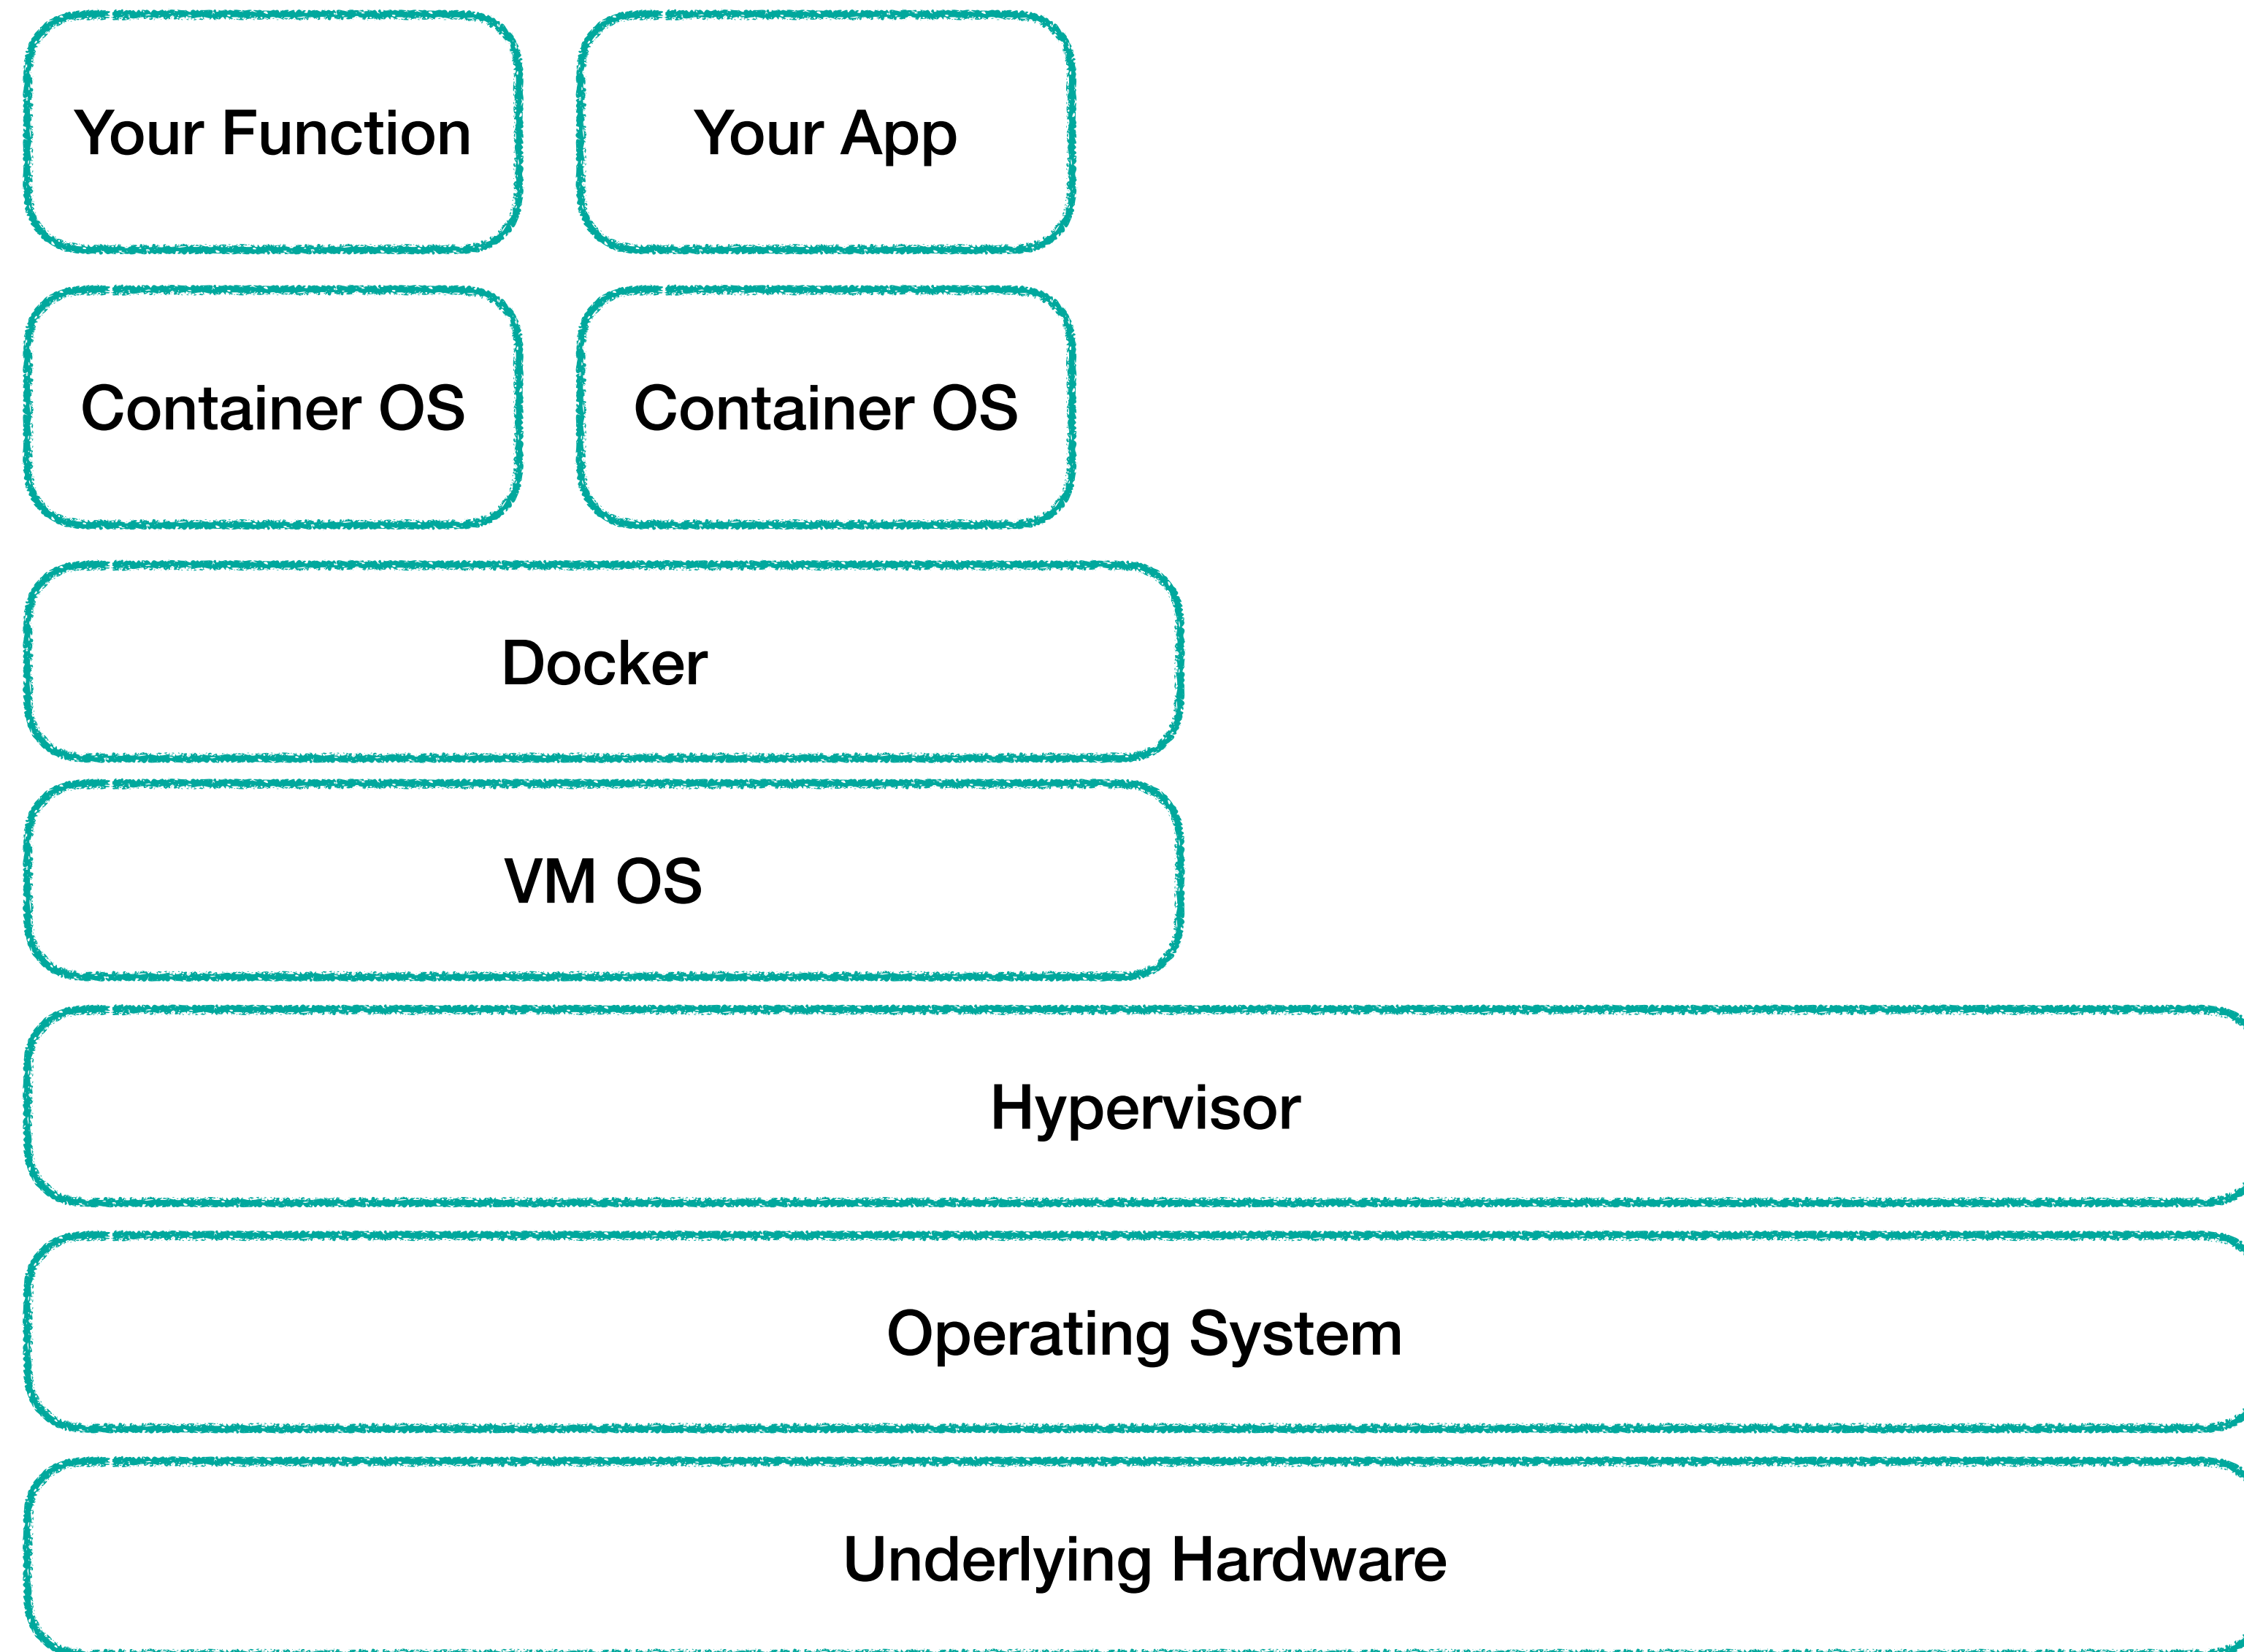 Your Function
Your App
Container OS
Container OS
Docker
VM OS
Hypervisor
Operating System
Underlying Hardware